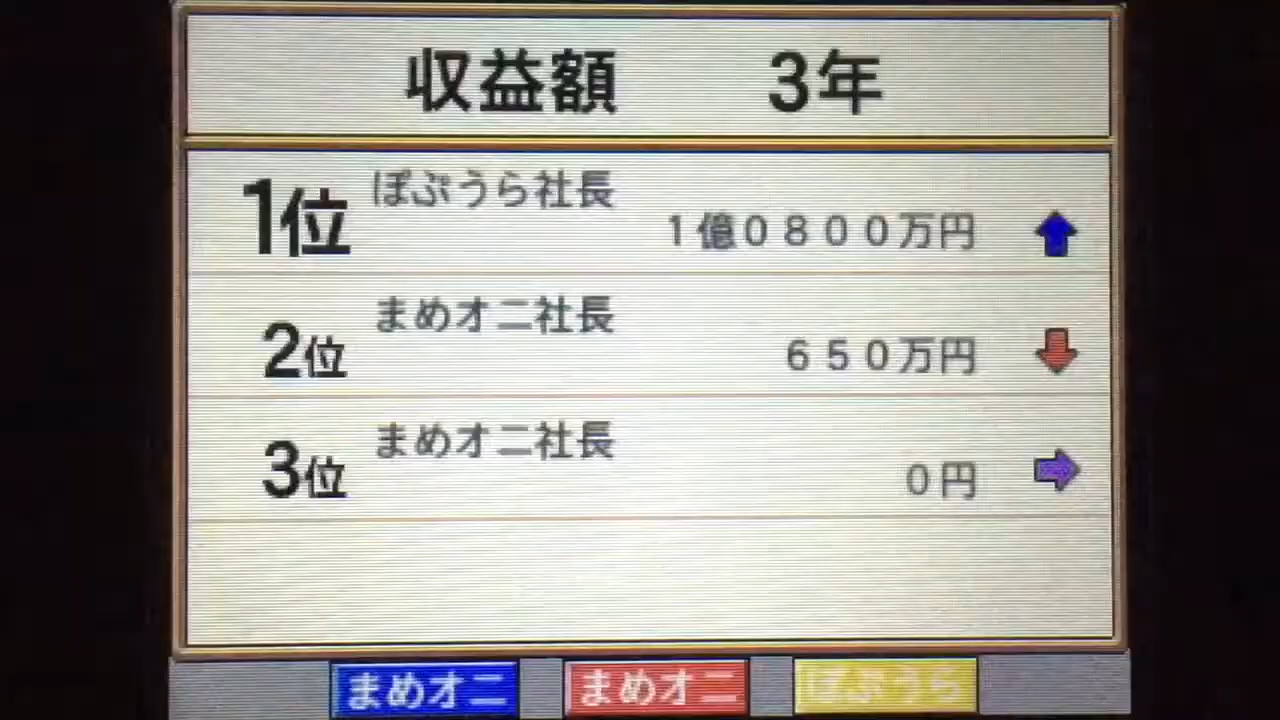 収益額 3年
1位 ぽぷうら社長
1億0800万円
2位 まめオニ社長
650万円
3位 まめオニ社長
0円
まめオニ まめオニ ぽぷうら